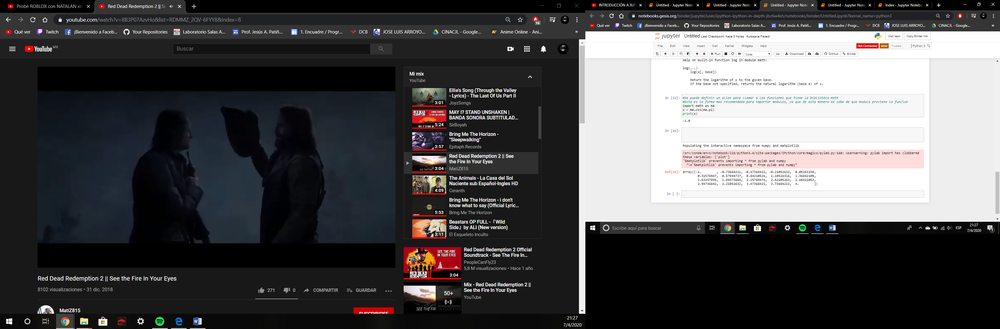 Probé ROBLOX con NATALAN xd
Red Dead Redemption 2 || Se
youtube.com/watch?v=8B3P07AzvHo&list=RDMMZ_2QV-6FYY8&index=8
16
Qué ver
Twitch
¡Bienvenido a Faceb...
Your Repositories
Laboratorio Salas A...
Prof. Jesús A. Patiñ...
1. Encuadre / Progr...
DCB
JOSE LUIS ARROYO...
CINACJL - Google...
AF Anime Online - Ani...
»
YouTube MX
Buscar
Mi mix
YouTube
Ellie's Song (Through the Valley
- Lyrics) - The Last Of Us Part II
JoyzSongs
3:01
MAY I? STAND UNSHAKEN |
BANDA SONORA SUBTITULAD...
SirBoyah
5:24
Bring Me The Horizon -
"Sleepwalking"
Epitaph Records
3:57
Red Dead Redemption 2 || See
the Fire In Your Eyes
MatiZ815
3:04
The Animals - La Casa del Sol
Naciente sub Español-Ingles HD
Ceranth
4:09
Bring Me The Horizon - i don't
know what to say (Official Lyric...
Bring Me The Horizon
5:53
Beastars OP FULL -『Wild
Side』by ALI (New version)
El Esqueleto Inculto
3:11
SEE THE FIRE
IN YOUR EYES
RED DEAD
REDEMPTION
3:04
Red Dead Redemption 2 Official
Soundtrack - See The Fire In...
PeopleCanFly23
5,8 M visualizaciones • Hace 1 año
50+
SEE THE FIRE IN YOUR EYES
Mix - Red Dead Redemption 2 ||
See the Fire In Your Eyes
YouTube
Red Dead Redemption 2 || See the Fire In Your Eyes
8102 visualizaciones • 31 dic. 2018
271
0
COMPARTIR
GUARDAR
MatiZ815
SUSCRIBIRSE
21:27
7/4/2020
INTRODUCCIÓN A JUP
Untitled - Jupyter Note
Untitled - Jupyter Note
Untitled - Jupyter Note
Untitled - Jupyter Note
Index - Jupyter Notebo
notebooks.gesis.org/binder/jupyter/user/ipython-ipython-in-depth-jbc6w4sh/notebooks/binder/Untitled.ipynb?kernel_name=python3
Qué ver
Twitch
¡Bienvenido a Faceb...
Your Repositories
Laboratorio Salas A...
Prof. Jesús A. Patiñ...
1. Encuadre / Progr...
DCB
JOSE LUIS ARROYO...
CINACJL - Google...
»
jupyter Untitled Last Checkpoint: hace 2 horas Autosave Failed!
Visit repo
Copy Binder link
File Edit View Insert Cell Kernel Widgets Help
Not Connected error Trusted Python 3
Run Code Download GitHub Binder
Help on built-in function log in module math:
log(...)
log(x[, base])
Return the logarithm of x to the given base.
If the base not specified, returns the natural logarithm (base e) of x.
In [12]: #Se puede definir un alias para llamar a las funciones que tiene la biblioteca math
#Esta es la forma mas recomendada para importar modulos, ya que de esta manera se sabe de que modulo proviene la funcion
import math as ma
x = ma.cos(ma.pi)
print(x)
-1.0
In [15]:
Populating the interactive namespace from numpy and matplotlib
/srv/conda/envs/notebook/lib/python3.6/site-packages/IPython/core/magics/pylab.py:160: UserWarning: pylab import has clobbered
these variables: ['plot']
`%matplotlib` prevents importing * from pylab and numpy
"\n`%matplotlib` prevents importing * from pylab and numpy"
Out[15]: array([-1. , -0.73684211, -0.47368421, -0.21052632, 0.05263158,
0.31578947, 0.57894737, 0.84210526, 1.10526316, 1.36842105,
1.63157895, 1.89473684, 2.15789474, 2.42105263, 2.68421053,
2.94736842, 3.21052632, 3.47368421, 3.73684211, 4. ])
In [ ]:
Escribe aquí para buscar
ESP
21:27
7/4/2020
1